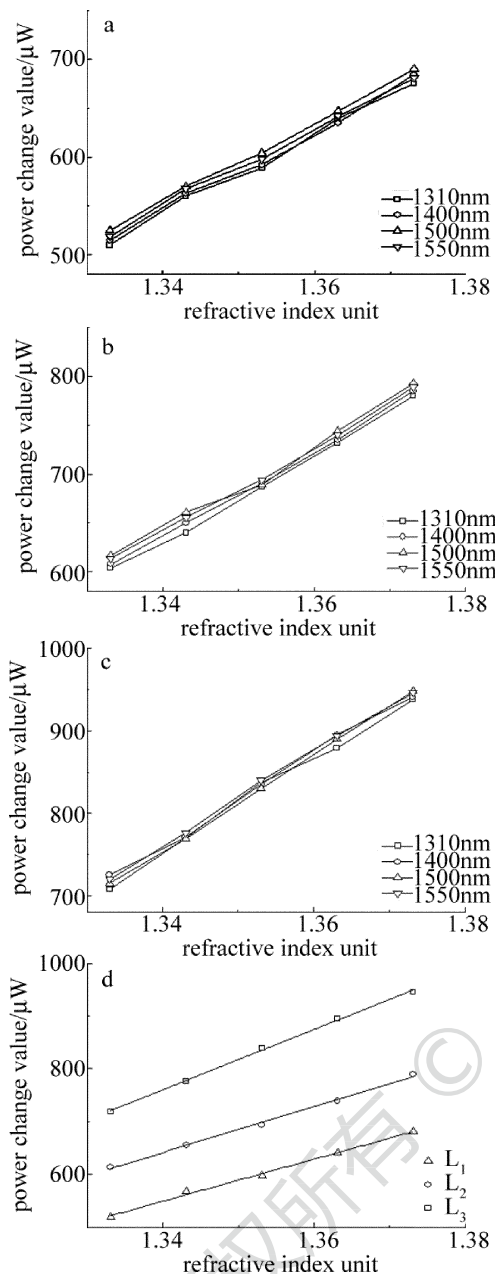 a
700
600
500
power change value/µW
1310nm
1400nm
1500nm
1550nm
1.34
1.36
1.38
refractive index unit
b
800
700
600
power change value/µW
1310nm
1400nm
1500nm
1550nm
1.34
1.36
1.38
refractive index unit
c
1000
900
800
700
power change value/µW
1310nm
1400nm
1500nm
1550nm
1.34
1.36
1.38
refractive index unit
d
1000
800
600
power change value/µW
L1
L2
L3
1.34
1.36
1.38
refractive index unit
权所有 ©